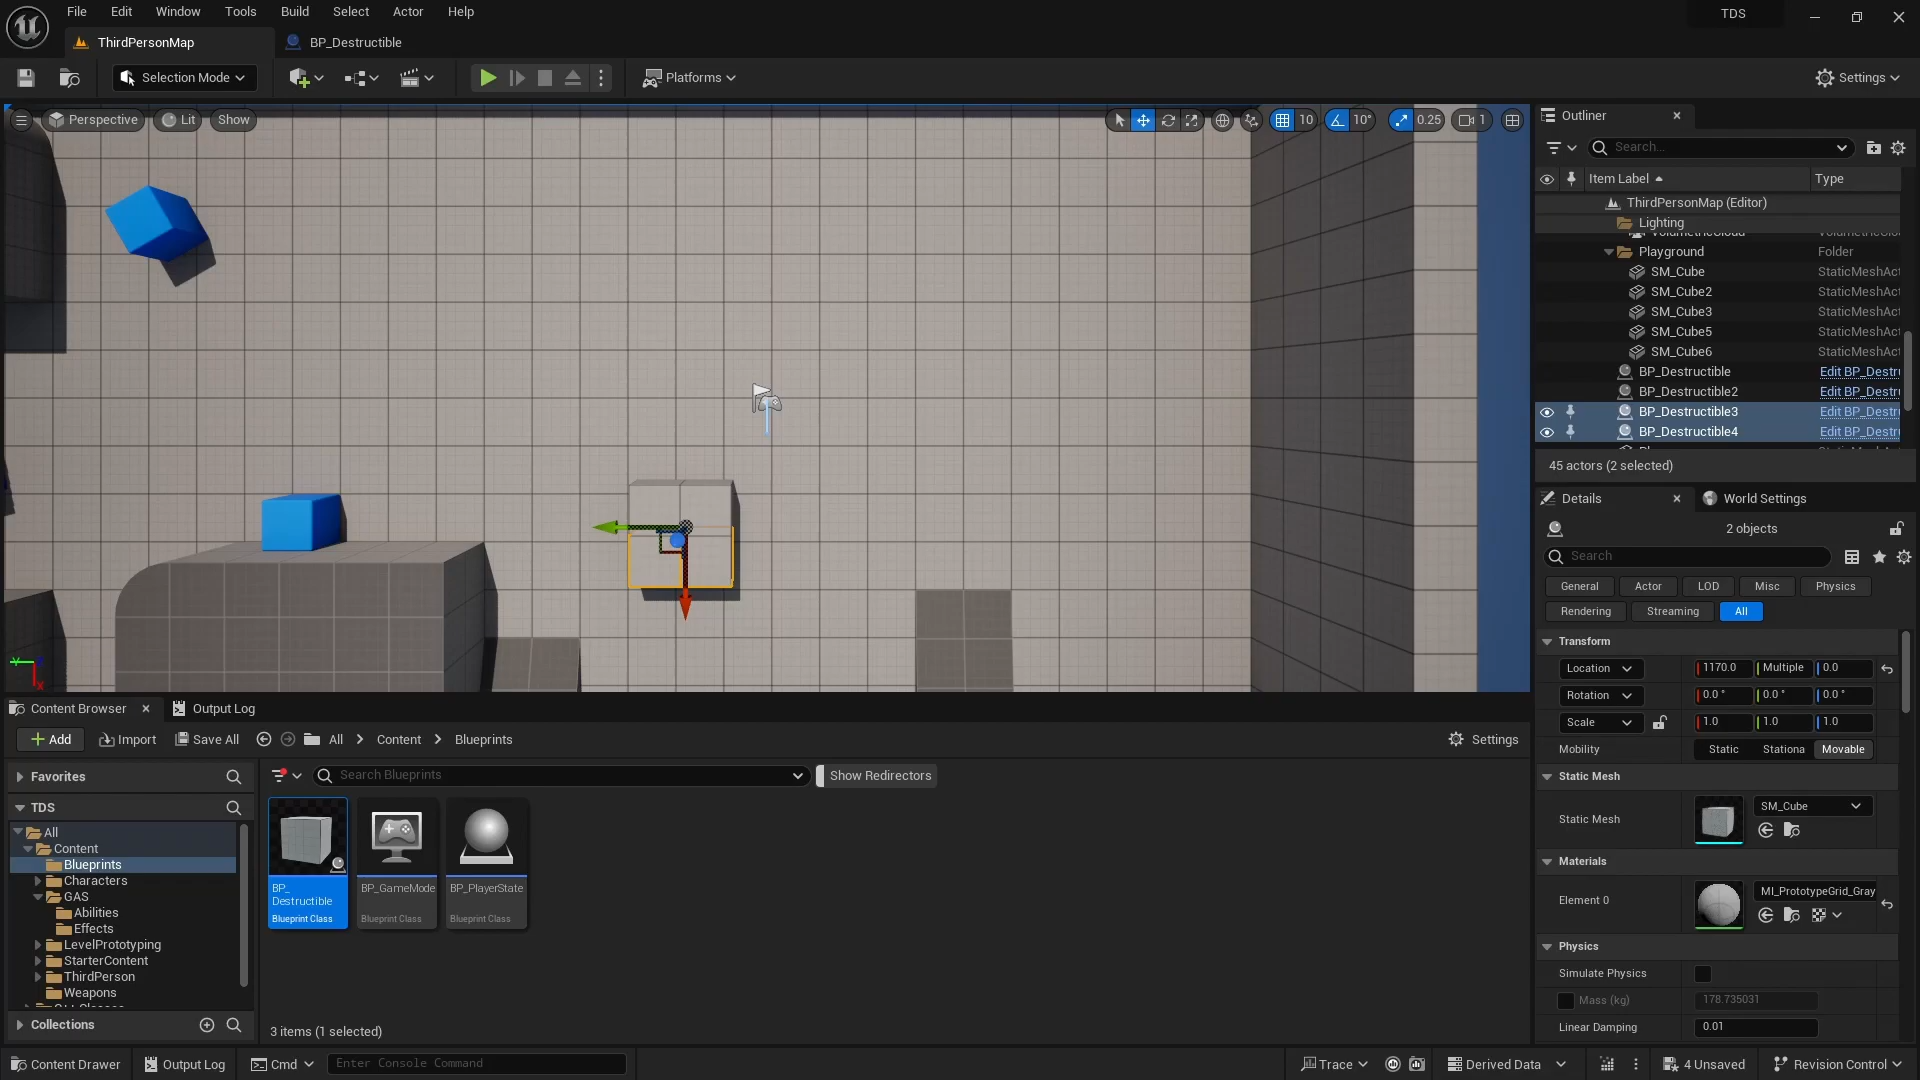 File Edit Window Tools Build Select Actor Help
TDS
ThirdPersonMap
BP_Destructible
Selection Mode
Platforms
Settings
Perspective
Lit
Show
10
10°
0.25
1
Outliner
Search...
Item Label
Type
ThirdPersonMap (Editor)
Lighting
Playground Folder
SM_Cube StaticMeshAct
SM_Cube2 StaticMeshAct
SM_Cube3 StaticMeshAct
SM_Cube5 StaticMeshAct
SM_Cube6 StaticMeshAct
BP_Destructible Edit BP_Destru
BP_Destructible2 Edit BP_Destru
BP_Destructible3 Edit BP_Destru
BP_Destructible4 Edit BP_Destru
45 actors (2 selected)
Details
World Settings
2 objects
Search
General Actor LOD Misc Physics
Rendering Streaming All
Transform
Location 1170.0 Multiple 0.0
Rotation 0.0 ° 0.0 ° 0.0 °
Scale 1.0 1.0 1.0
Mobility Static Stationa Movable
Static Mesh
Static Mesh SM_Cube
Materials
Element 0 MI_PrototypeGrid_Gray
Physics
Simulate Physics
Mass (kg) 178.735031
Linear Damping 0.01
Content Browser
Output Log
Add Import Save All All Content Blueprints Settings
Favorites
Search Blueprints
Show Redirectors
TDS
All
Content
Blueprints
Characters
GAS
Abilities
Effects
LevelPrototyping
StarterContent
ThirdPerson
Weapons
Collections
BP_
Destructible
Blueprint Class
BP_GameMode
Blueprint Class
BP_PlayerState
Blueprint Class
3 items (1 selected)
Content Drawer Output Log Cmd Enter Console Command Trace Derived Data 4 Unsaved Revision Control